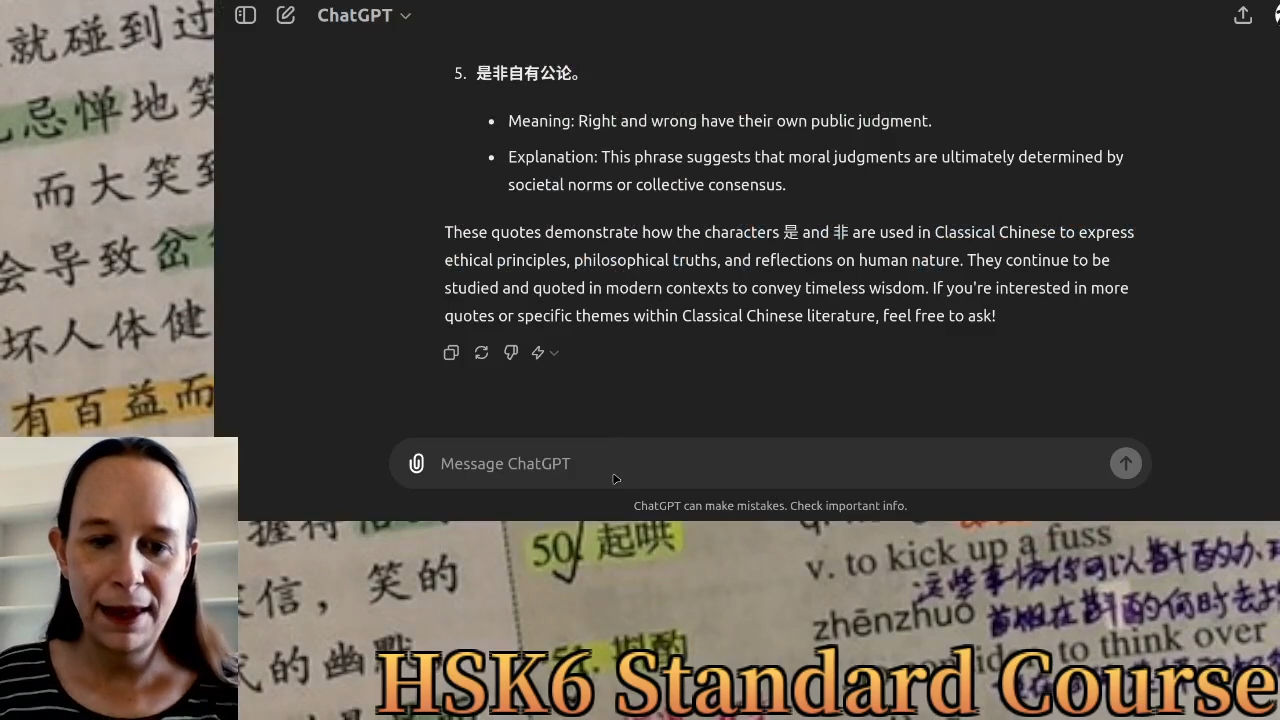 就碰到过
忌惮地笑
而大笑到
会导致岔
坏人体健
有百益而
ChatGPT
5. 是非自有公论。
• Meaning: Right and wrong have their own public judgment.
• Explanation: This phrase suggests that moral judgments are ultimately determined by
societal norms or collective consensus.
These quotes demonstrate how the characters 是 and 非 are used in Classical Chinese to express
ethical principles, philosophical truths, and reflections on human nature. They continue to be
studied and quoted in modern contexts to convey timeless wisdom. If you're interested in more
quotes or specific themes within Classical Chinese literature, feel free to ask!
Message ChatGPT
ChatGPT can make mistakes. Check important info.
信，笑的
的幽默
50. 起哄
v. to kick up a fuss
zhēnzhuó
to think over
HSK6 Standard Course